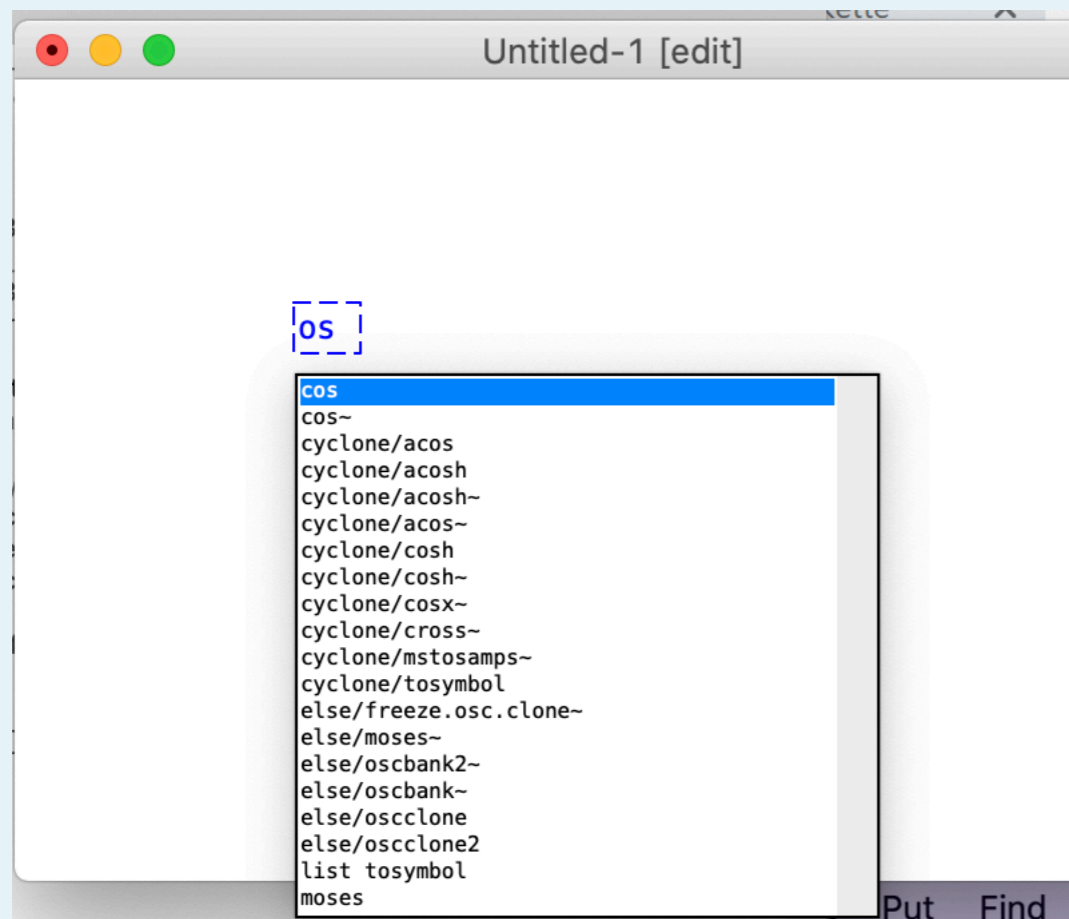 Untitled-1 [edit]
os
cos
cos~
cyclone/acos
cyclone/acosh
cyclone/acosh~
cyclone/acos~
cyclone/cosh
cyclone/cosh~
cyclone/cosx~
cyclone/cross~
cyclone/mstosamps~
cyclone/tosymbol
else/freeze.osc.clone~
else/moses~
else/oscbank2~
else/oscbank~
else/oscclone
else/oscclone2
list tosymbol
moses
Put Find